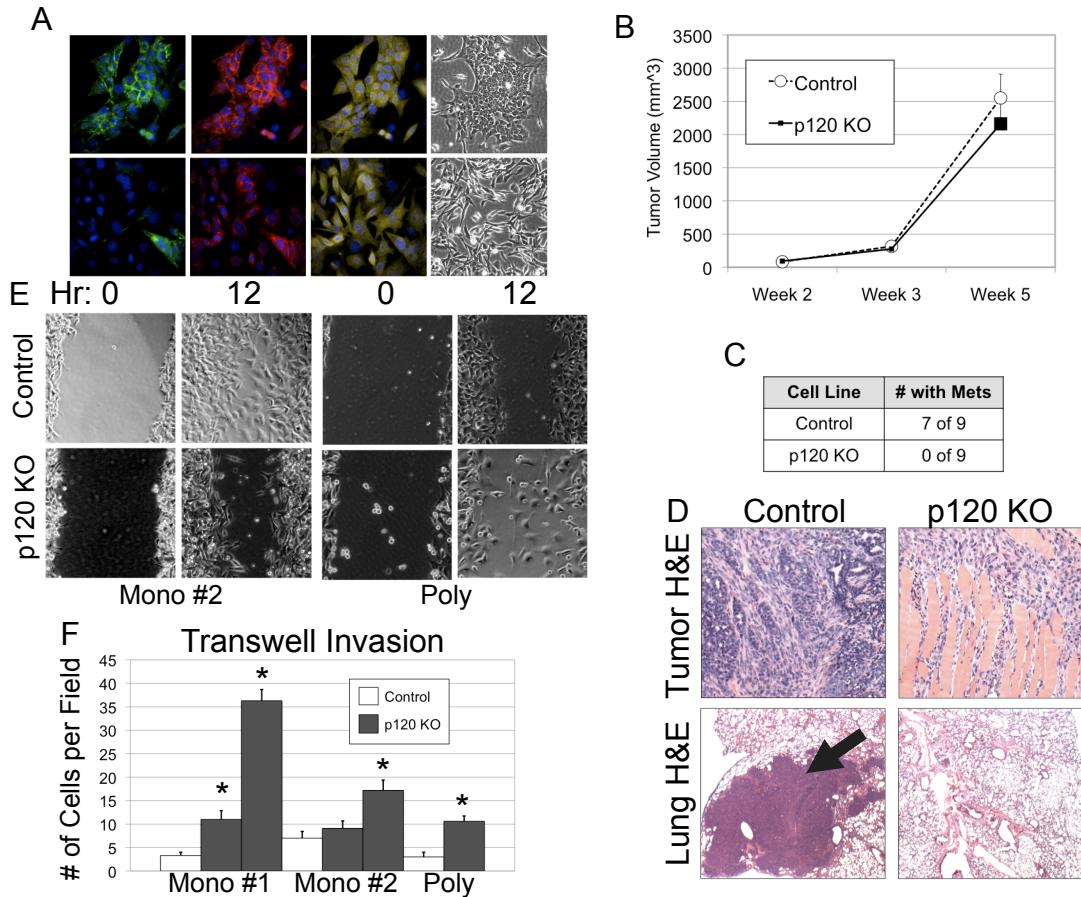 A
B
3500
3000
2500
2000
1500
1000
500
0
Tumor Volume (mm^3)
Control
p120 KO
Week 2 Week 3 Week 5
C
Cell Line # with Mets
Control 7 of 9
p120 KO 0 of 9
D Control p120 KO
Tumor H&E
Lung H&E
E Hr: 0 12 0 12
Control
p120 KO
Mono #2 Poly
F Transwell Invasion
# of Cells per Field
45
40
35
30
25
20
15
10
5
0
Control
p120 KO
* * * *
Mono #1 Mono #2 Poly